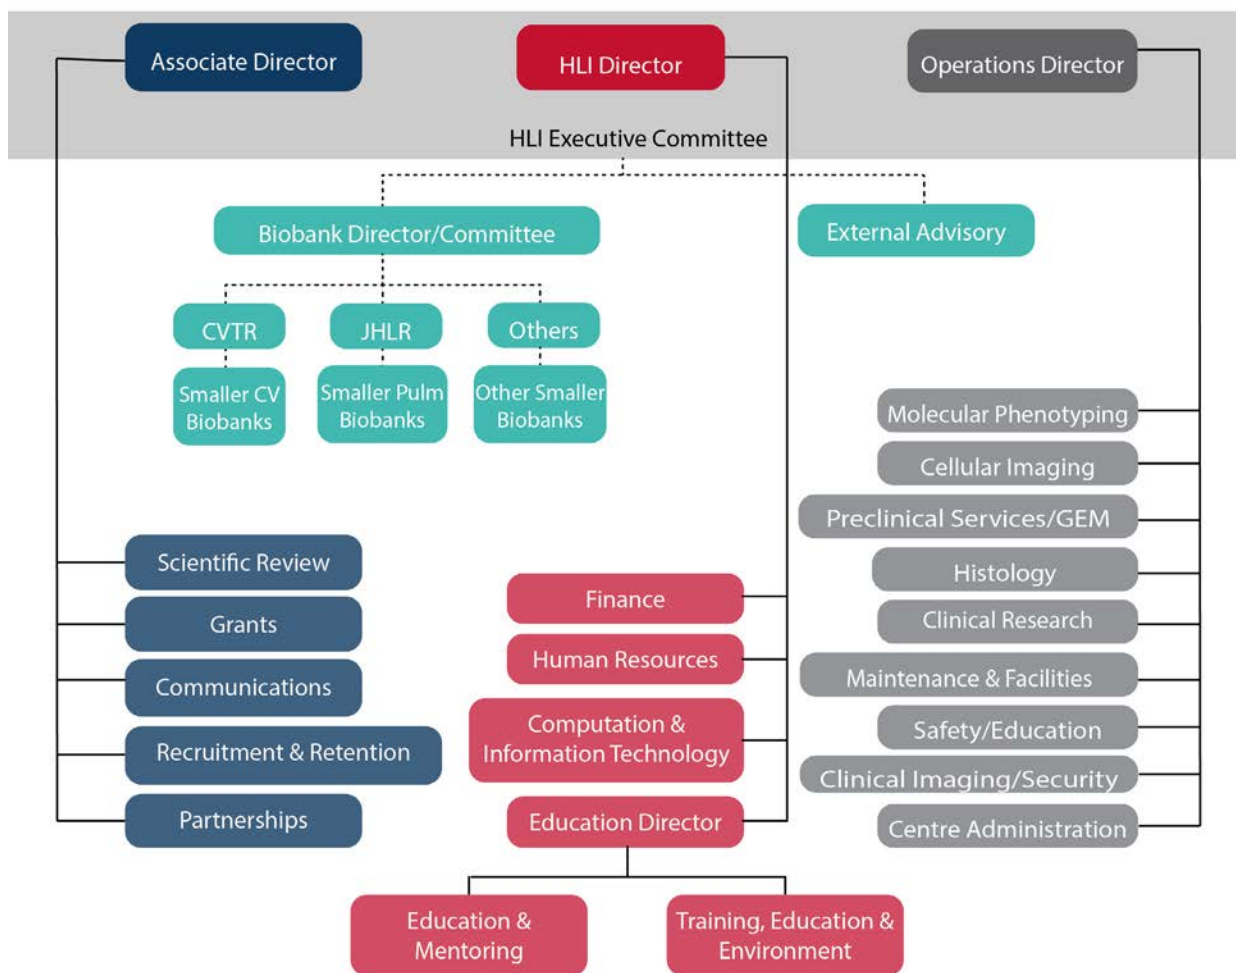 Associate Director
HLI Director
Operations Director
HLI Executive Committee
Biobank Director/Committee
External Advisory
CVTR
JHLR
Others
Smaller CV
Biobanks
Smaller Pulm
Biobanks
Other Smaller
Biobanks
Scientific Review
Grants
Communications
Recruitment & Retention
Partnerships
Finance
Human Resources
Computation &
Information Technology
Education Director
Education &
Mentoring
Training, Education &
Environment
Molecular Phenotyping
Cellular Imaging
Preclinical Services/GEM
Histology
Clinical Research
Maintenance & Facilities
Safety/Education
Clinical Imaging/Security
Centre Administration